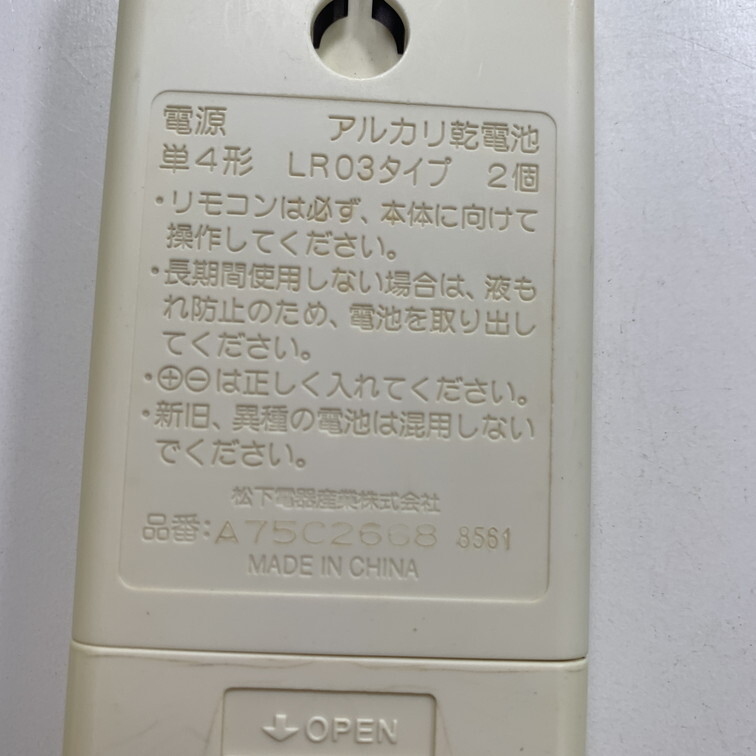 電源 アルカリ乾電池
単4形 LR03タイプ 2個
・リモコンは必ず、本体に向けて
操作してください。
・長期間使用しない場合は、液も
れ防止のため、電池を取り出し
てください。
・⊕⊖は正しく入れてください。
・新旧、異種の電池は混用しない
でください。
松下電器産業株式会社
品番:A75C2668 8561
MADE IN CHINA
OPEN